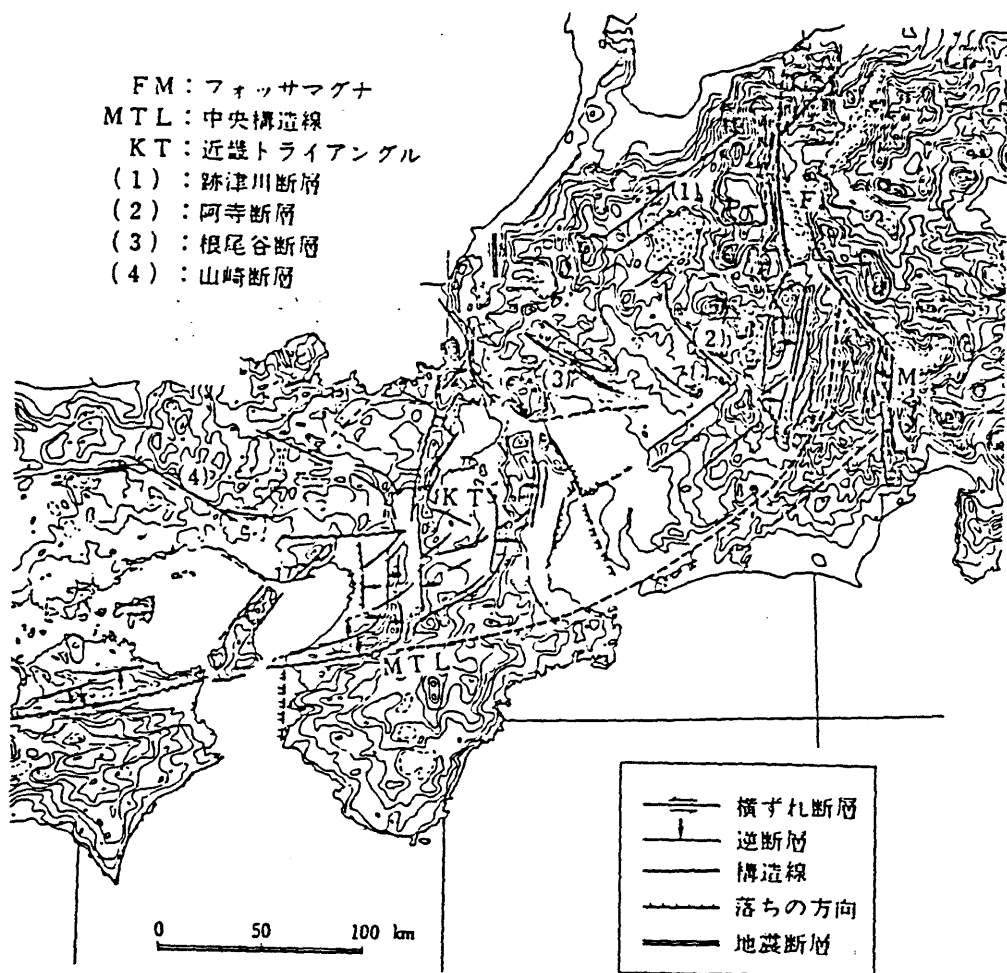 FM：フォッサマグナ
MTL：中央構造線
KT：近畿トライアングル
(1)：跡津川断層
(2)：阿寺断層
(3)：根尾谷断層
(4)：山崎断層
(1)
F
(2)
M
(3)
(4)
KT
MTL
0 50 100 km
横ずれ断層
逆断層
構造線
落ちの方向
地震断層